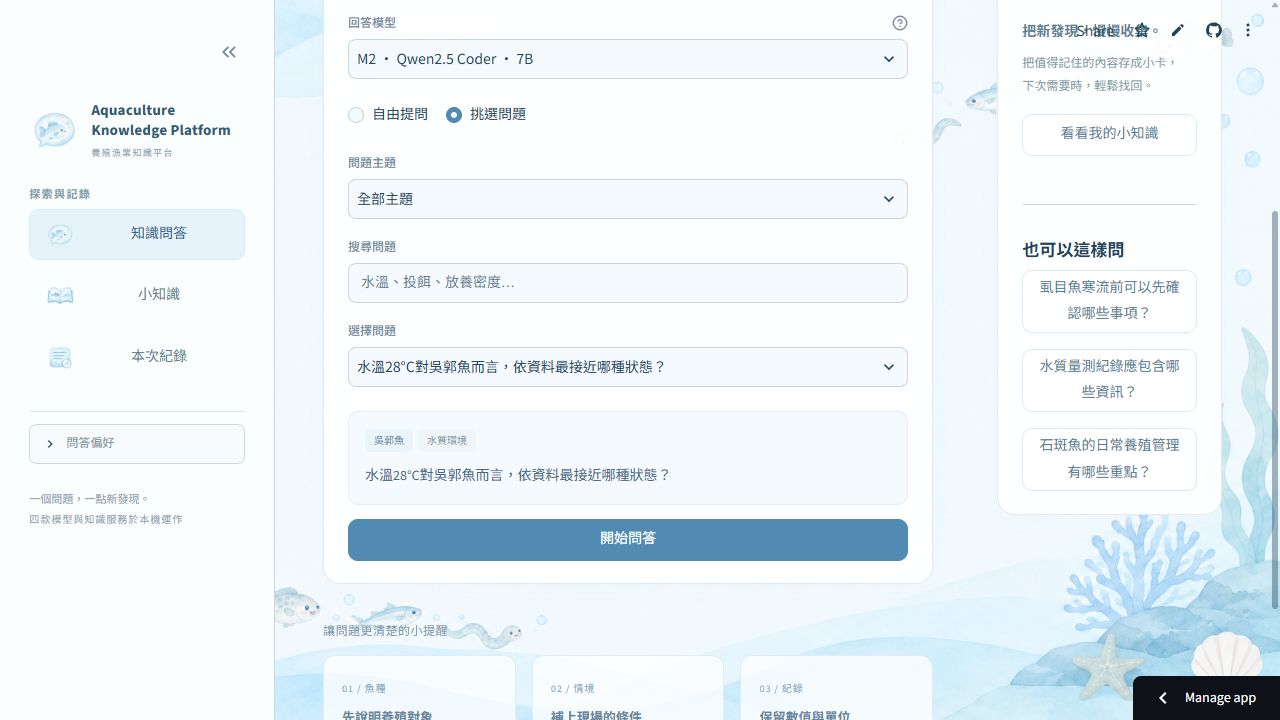 Aquaculture
Knowledge Platform
養殖漁業知識平台
探索與記錄
知識問答
小知識
本次紀錄
問答偏好
一個問題，一點新發現。
四款模型與知識服務於本機運作
回答模型
M2 · Qwen2.5 Coder · 7B
自由提問
挑選問題
問題主題
全部主題
搜尋問題
水溫、投餌、放養密度…
選擇問題
水溫28°C對吳郭魚而言，依資料最接近哪種狀態？
吳郭魚 水質環境
水溫28°C對吳郭魚而言，依資料最接近哪種狀態？
開始問答
讓問題更清楚的小提醒
01 / 魚種
先說明養殖對象
02 / 情境
補上現場的條件
03 / 紀錄
保留數值與單位
Share
把新發現，慢慢收藏。
把值得記住的內容存成小卡，
下次需要時，輕鬆找回。
看看我的小知識
也可以這樣問
虱目魚寒流前可以先確
認哪些事項？
水質量測紀錄應包含哪
些資訊？
石斑魚的日常養殖管理
有哪些重點？
Manage app